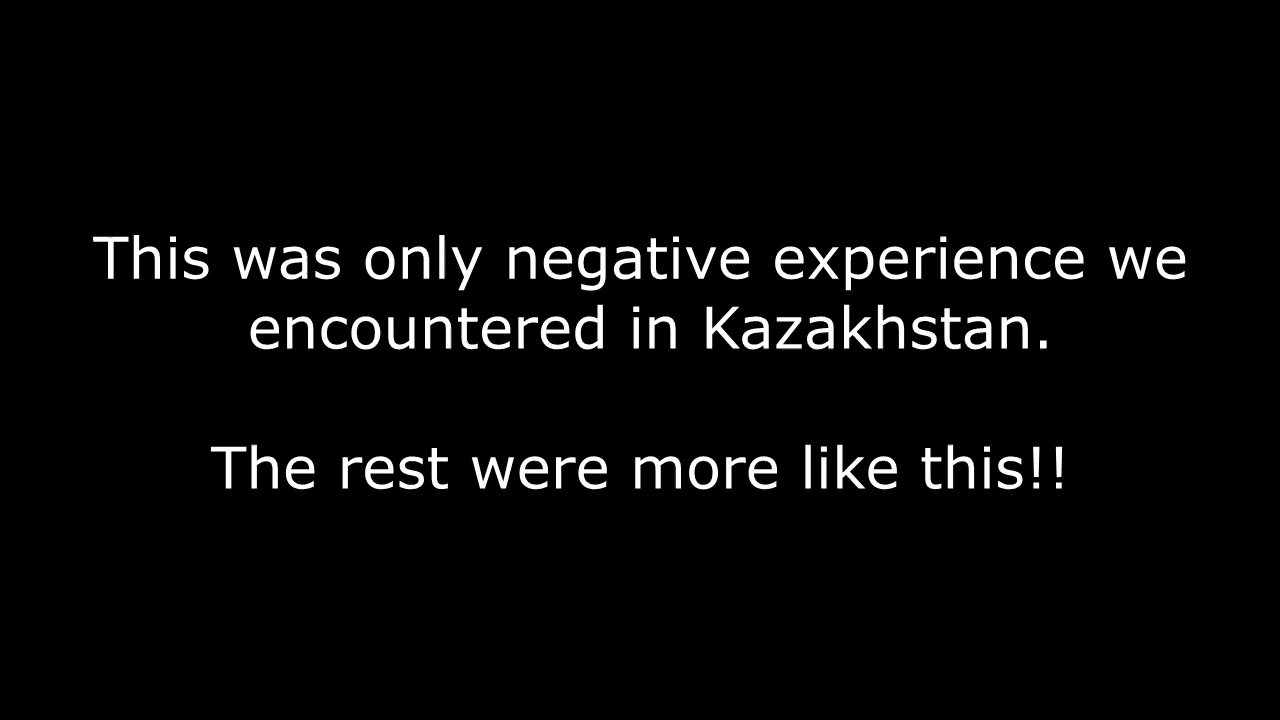 This was only negative experience we
encountered in Kazakhstan.
The rest were more like this!!